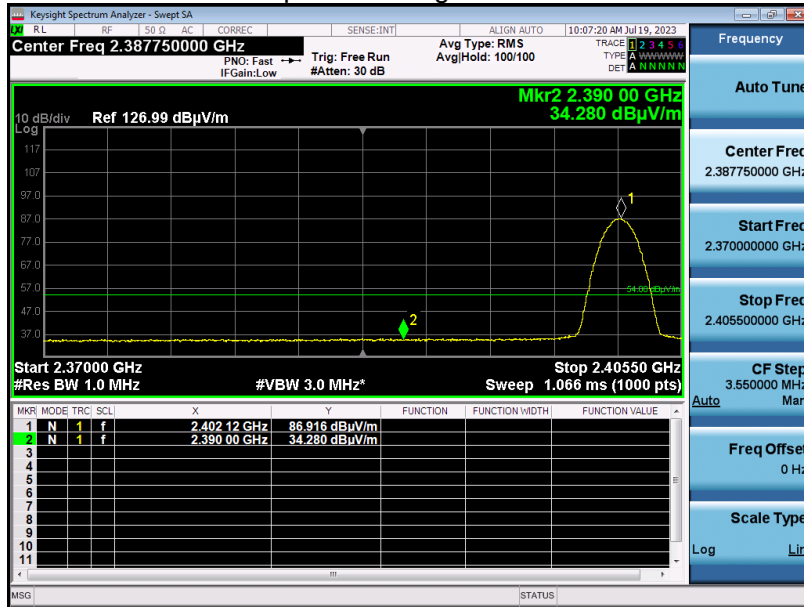 Keysight Spectrum Analyzer - Swept SA
LXI RL RF 50 Ω AC CORREC SENSE:INT ALIGN AUTO 10:07:20 AM Jul 19, 2023
Center Freq 2.387750000 GHz
PNO: Fast
IFGain:Low
Trig: Free Run
#Atten: 30 dB
Avg Type: RMS
Avg|Hold: 100/100
TRACE 1 2 3 4 5 6
TYPE A WWWWW
DET A N N N N N
Mkr2 2.390 00 GHz
34.280 dBµV/m
10 dB/div Ref 126.99 dBµV/m
Log
117
107
97.0
87.0
77.0
67.0
57.0
47.0
37.0
1
2
54.00 dBµV/m
Start 2.37000 GHz Stop 2.40550 GHz
#Res BW 1.0 MHz #VBW 3.0 MHz* Sweep 1.066 ms (1000 pts)
MKR MODE TRC SCL X Y FUNCTION FUNCTION WIDTH FUNCTION VALUE
1 N 1 f 2.402 12 GHz 86.916 dBµV/m
2 N 1 f 2.390 00 GHz 34.280 dBµV/m
3
4
5
6
7
8
9
10
11
MSG STATUS
Frequency
Auto Tune
Center Freq
2.387750000 GHz
Start Freq
2.370000000 GHz
Stop Freq
2.405500000 GHz
CF Step
3.550000 MHz
Auto Man
Freq Offset
0 Hz
Scale Type
Log Lin